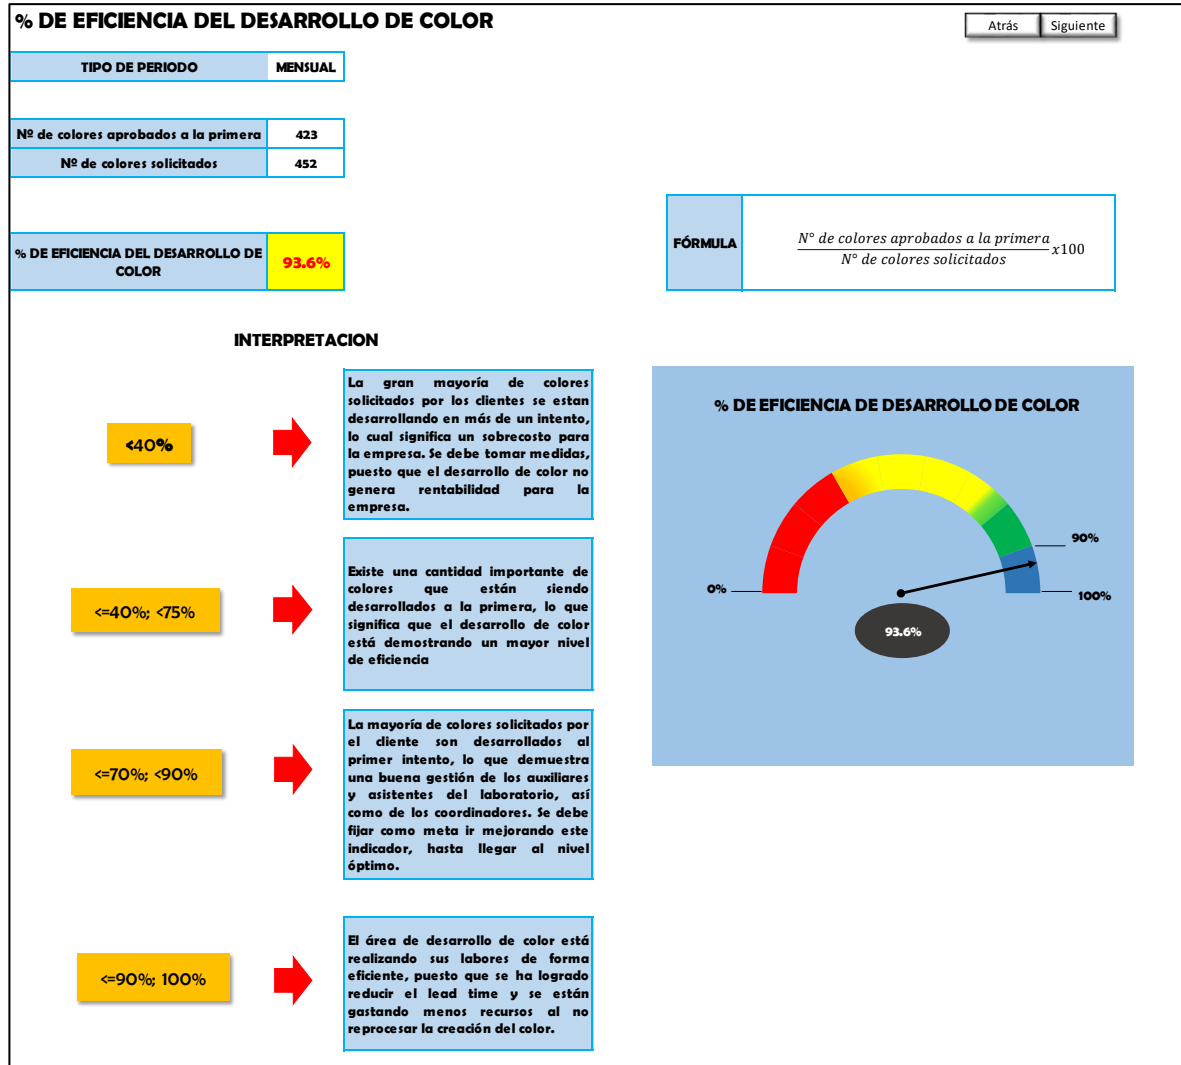 % DE EFICIENCIA DEL DESARROLLO DE COLOR
Atrás
Siguiente
TIPO DE PERIODO
MENSUAL
Nº de colores aprobados a la primera
423
Nº de colores solicitados
452
% DE EFICIENCIA DEL DESARROLLO DE
COLOR
93.6%
FÓRMULA
N° de colores aprobados a la primera
N° de colores solicitados
x100
INTERPRETACION
<40%
La gran mayoría de colores
solicitados por los clientes se estan
desarrollando en más de un intento,
lo cual significa un sobrecosto para
la empresa. Se debe tomar medidas,
puesto que el desarrollo de color no
genera rentabilidad para la
empresa.
<=40%; <75%
Existe una cantidad importante de
colores que están siendo
desarrollados a la primera, lo que
significa que el desarrollo de color
está demostrando un mayor nivel
de eficiencia
<=70%; <90%
La mayoría de colores solicitados por
el cliente son desarrollados al
primer intento, lo que demuestra
una buena gestión de los auxiliares
y asistentes del laboratorio, así
como de los coordinadores. Se debe
fijar como meta ir mejorando este
indicador, hasta llegar al nivel
óptimo.
<=90%; 100%
El área de desarrollo de color está
realizando sus labores de forma
eficiente, puesto que se ha logrado
reducir el lead time y se están
gastando menos recursos al no
reprocesar la creación del color.
% DE EFICIENCIA DE DESARROLLO DE COLOR
90%
0%
100%
93.6%